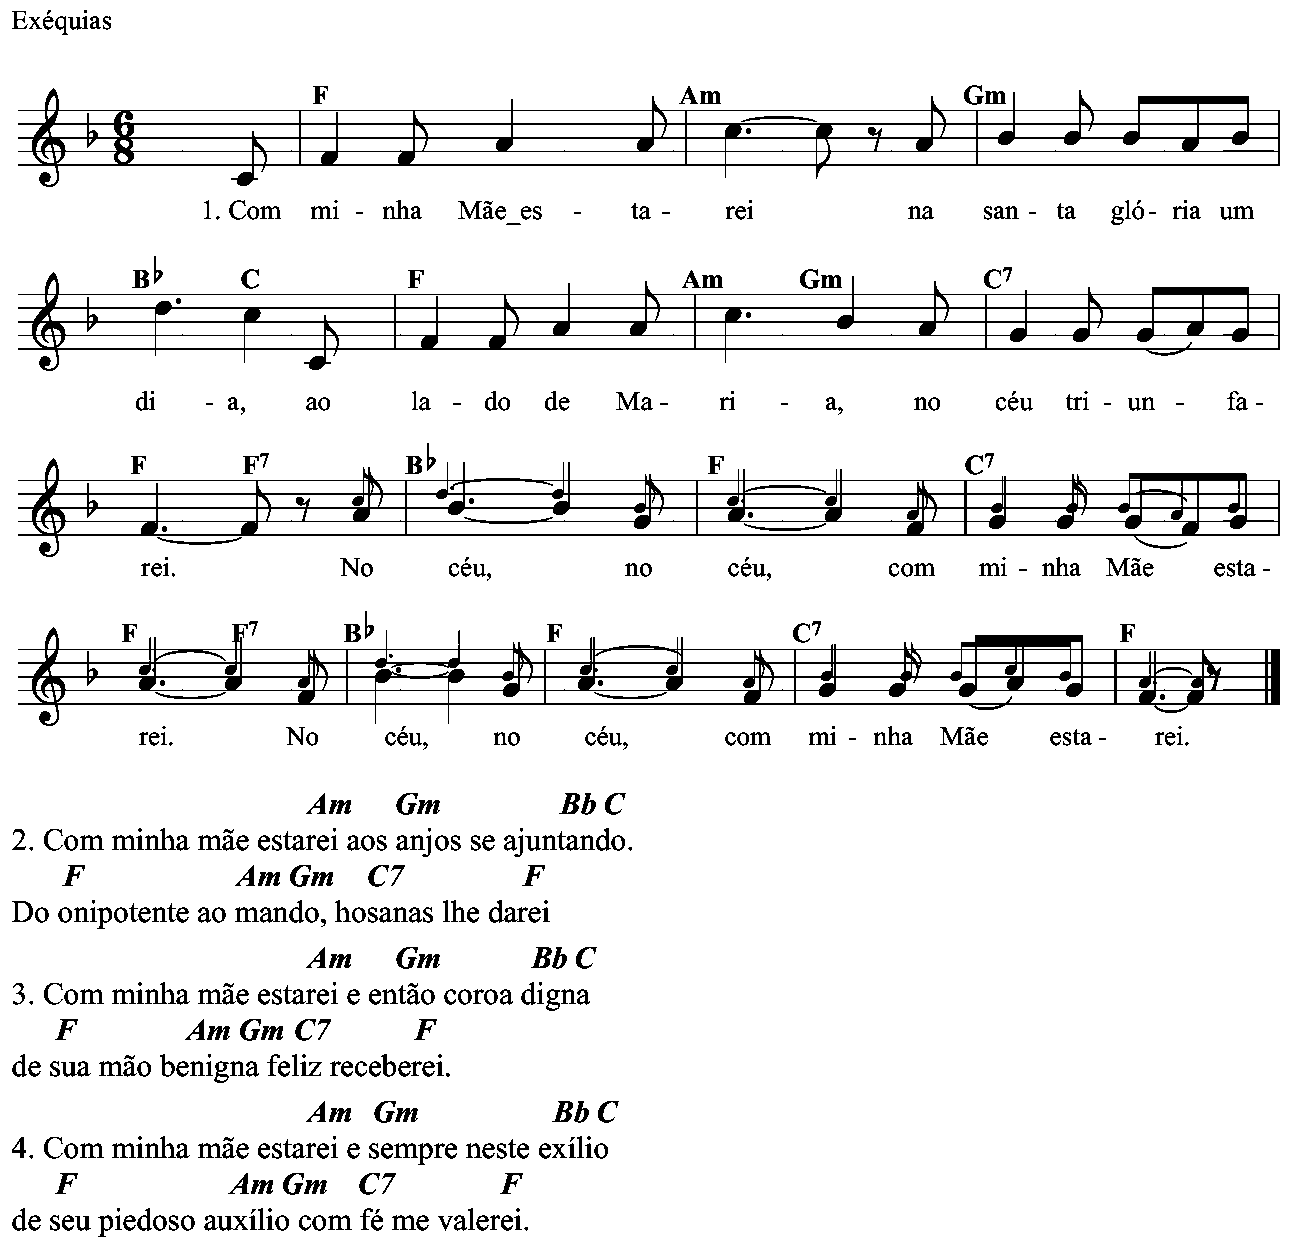 Exéquias
F Am Gm
6
8
1. Com mi - nha Mãe_es - ta - rei na san - ta gló - ria um
B♭ C F Am Gm C7
di - a, ao la - do de Ma - ri - a, no céu tri - un - fa -
F F7 B♭ F C7
rei. No céu, no céu, com mi - nha Mãe esta -
F F7 B♭ F C7 F
rei. No céu, no céu, com mi - nha Mãe esta - rei.
Am Gm Bb C
2. Com minha mãe estarei aos anjos se ajuntando.
F Am Gm C7 F
Do onipotente ao mando, hosanas lhe darei
Am Gm Bb C
3. Com minha mãe estarei e então coroa digna
F Am Gm C7 F
de sua mão benigna feliz receberei.
Am Gm Bb C
4. Com minha mãe estarei e sempre neste exílio
F Am Gm C7 F
de seu piedoso auxílio com fé me valerei.